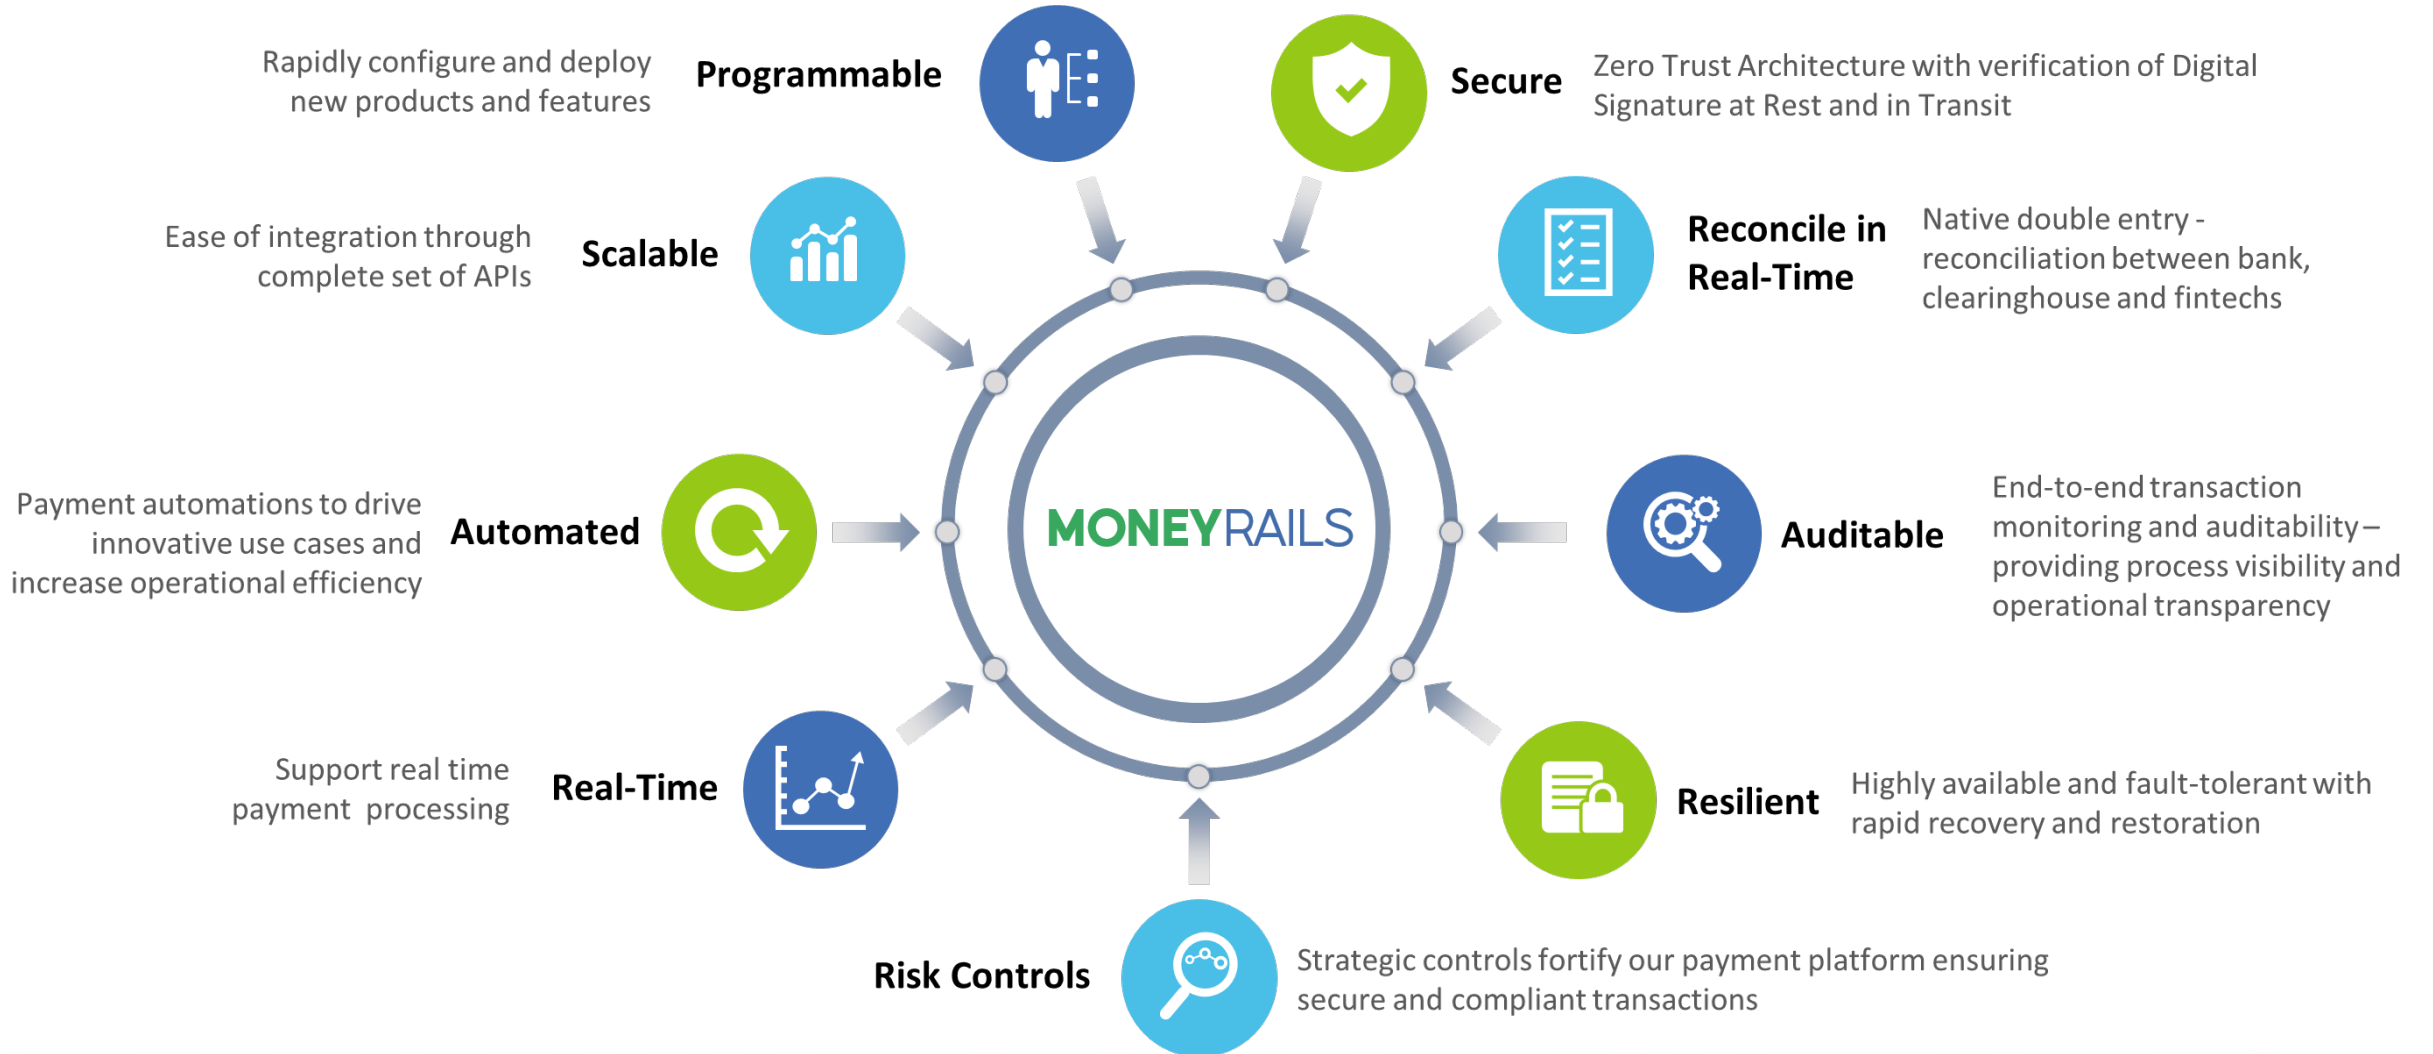 Rapidly configure and deploy
new products and features
Programmable
Secure
Zero Trust Architecture with verification of Digital
Signature at Rest and in Transit
Ease of integration through
complete set of APIs
Scalable
Reconcile in
Real-Time
Native double entry -
reconciliation between bank,
clearinghouse and fintechs
Payment automations to drive
innovative use cases and
increase operational efficiency
Automated
MONEYRAILS
Auditable
End-to-end transaction
monitoring and auditability –
providing process visibility and
operational transparency
Support real time
payment  processing
Real-Time
Resilient
Highly available and fault-tolerant with
rapid recovery and restoration
Risk Controls
Strategic controls fortify our payment platform ensuring
secure and compliant transactions